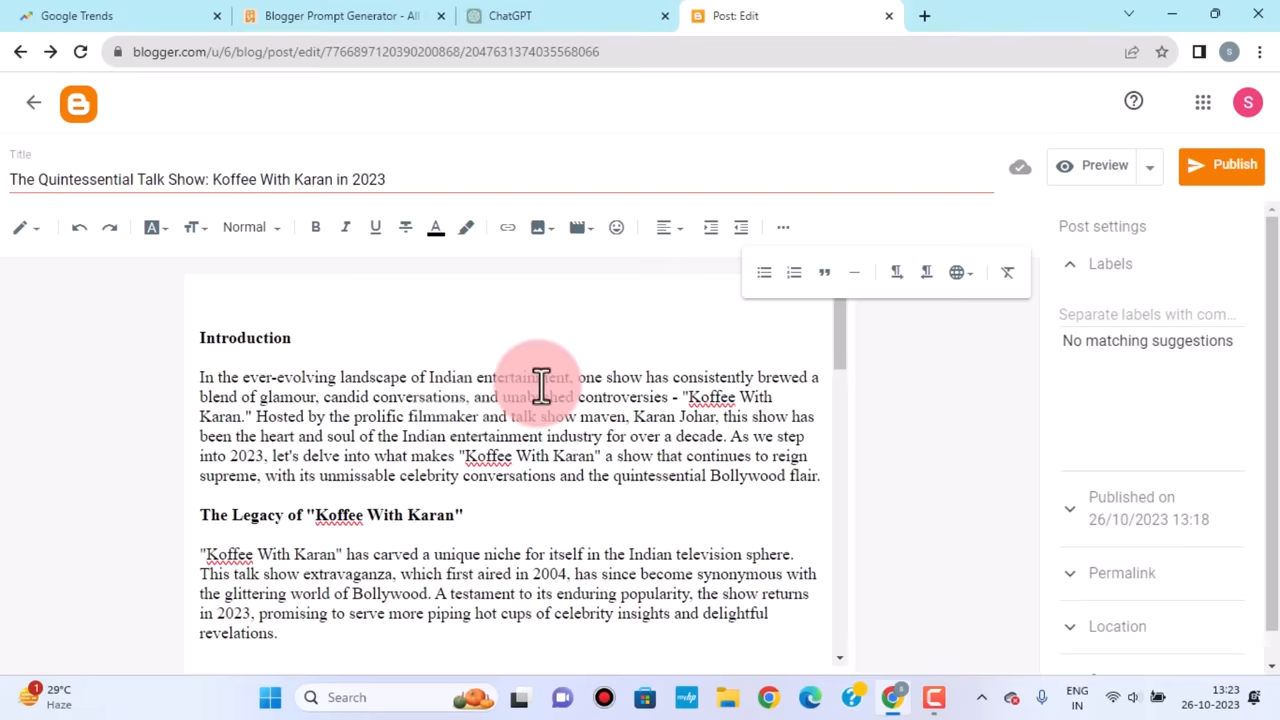 Google Trends
Blogger Prompt Generator - All
ChatGPT
Post: Edit
blogger.com/u/6/blog/post/edit/7766897120390200868/2047631374035568066
S
S
Title
The Quintessential Talk Show: Koffee With Karan in 2023
Preview
Publish
Normal
Post settings
Labels
Separate labels with com...
No matching suggestions
Introduction
In the ever-evolving landscape of Indian entertainment, one show has consistently brewed a
blend of glamour, candid conversations, and unabashed controversies - "Koffee With
Karan." Hosted by the prolific filmmaker and talk show maven, Karan Johar, this show has
been the heart and soul of the Indian entertainment industry for over a decade. As we step
into 2023, let's delve into what makes "Koffee With Karan" a show that continues to reign
supreme, with its unmissable celebrity conversations and the quintessential Bollywood flair.
The Legacy of "Koffee With Karan"
"Koffee With Karan" has carved a unique niche for itself in the Indian television sphere.
This talk show extravaganza, which first aired in 2004, has since become synonymous with
the glittering world of Bollywood. A testament to its enduring popularity, the show returns
in 2023, promising to serve more piping hot cups of celebrity insights and delightful
revelations.
Published on
26/10/2023 13:18
Permalink
Location
1
29°C
Haze
Search
ENG
IN
13:23
26-10-2023